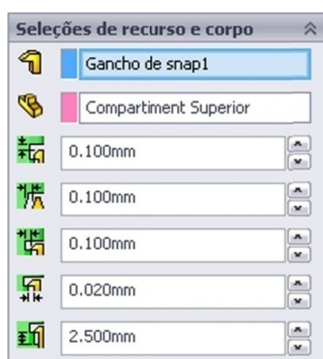 Seleções de recurso e corpo
Gancho de snap1
Compartiment Superior
0.100mm
0.100mm
0.100mm
0.020mm
2.500mm